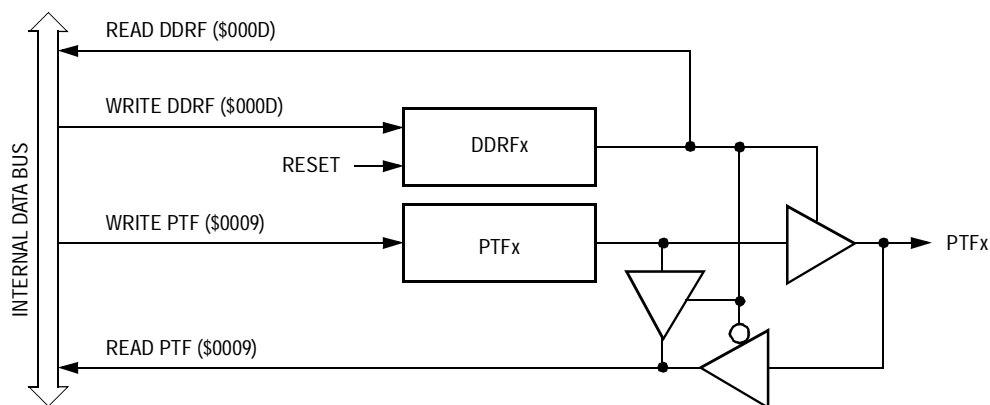 READ DDRF ($000D)
WRITE DDRF ($000D)
DDRFx
RESET
WRITE PTF ($0009)
PTFx
PTFx
READ PTF ($0009)
INTERNAL DATA BUS